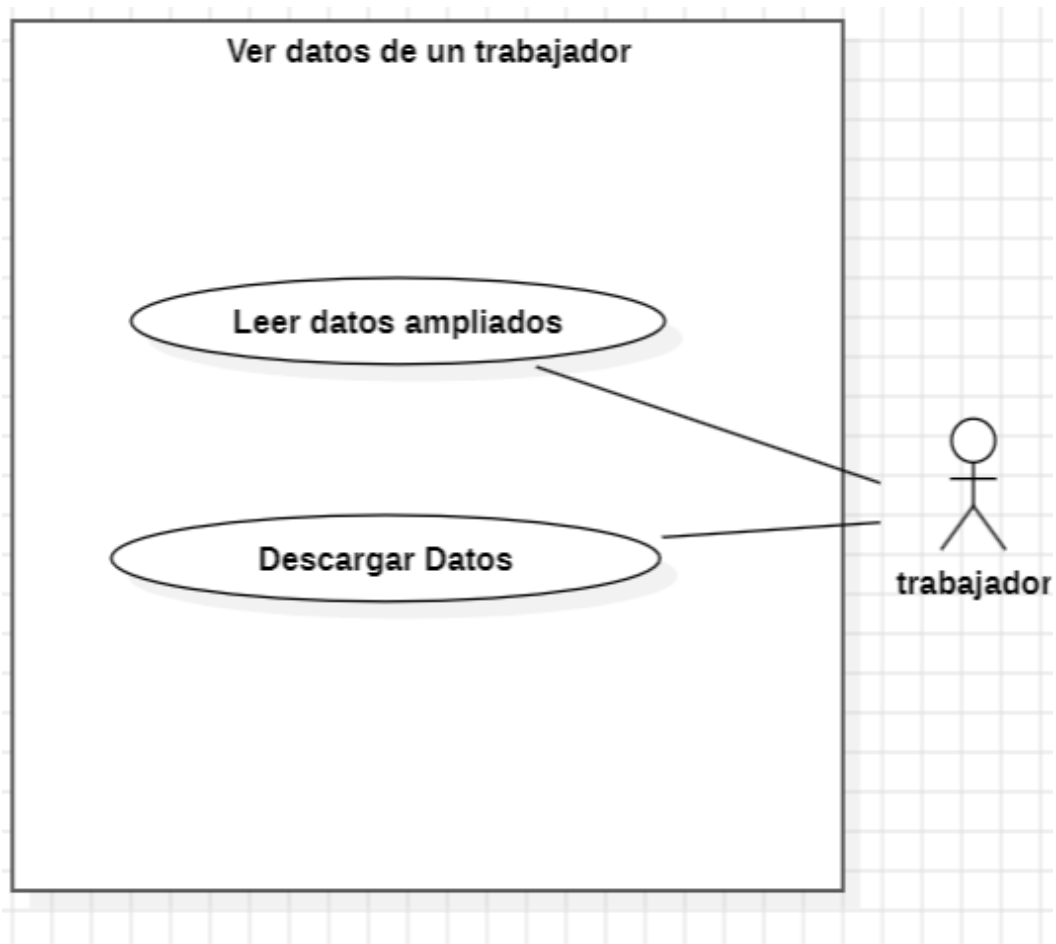 Ver datos de un trabajador
Leer datos ampliados
Descargar Datos
trabajador